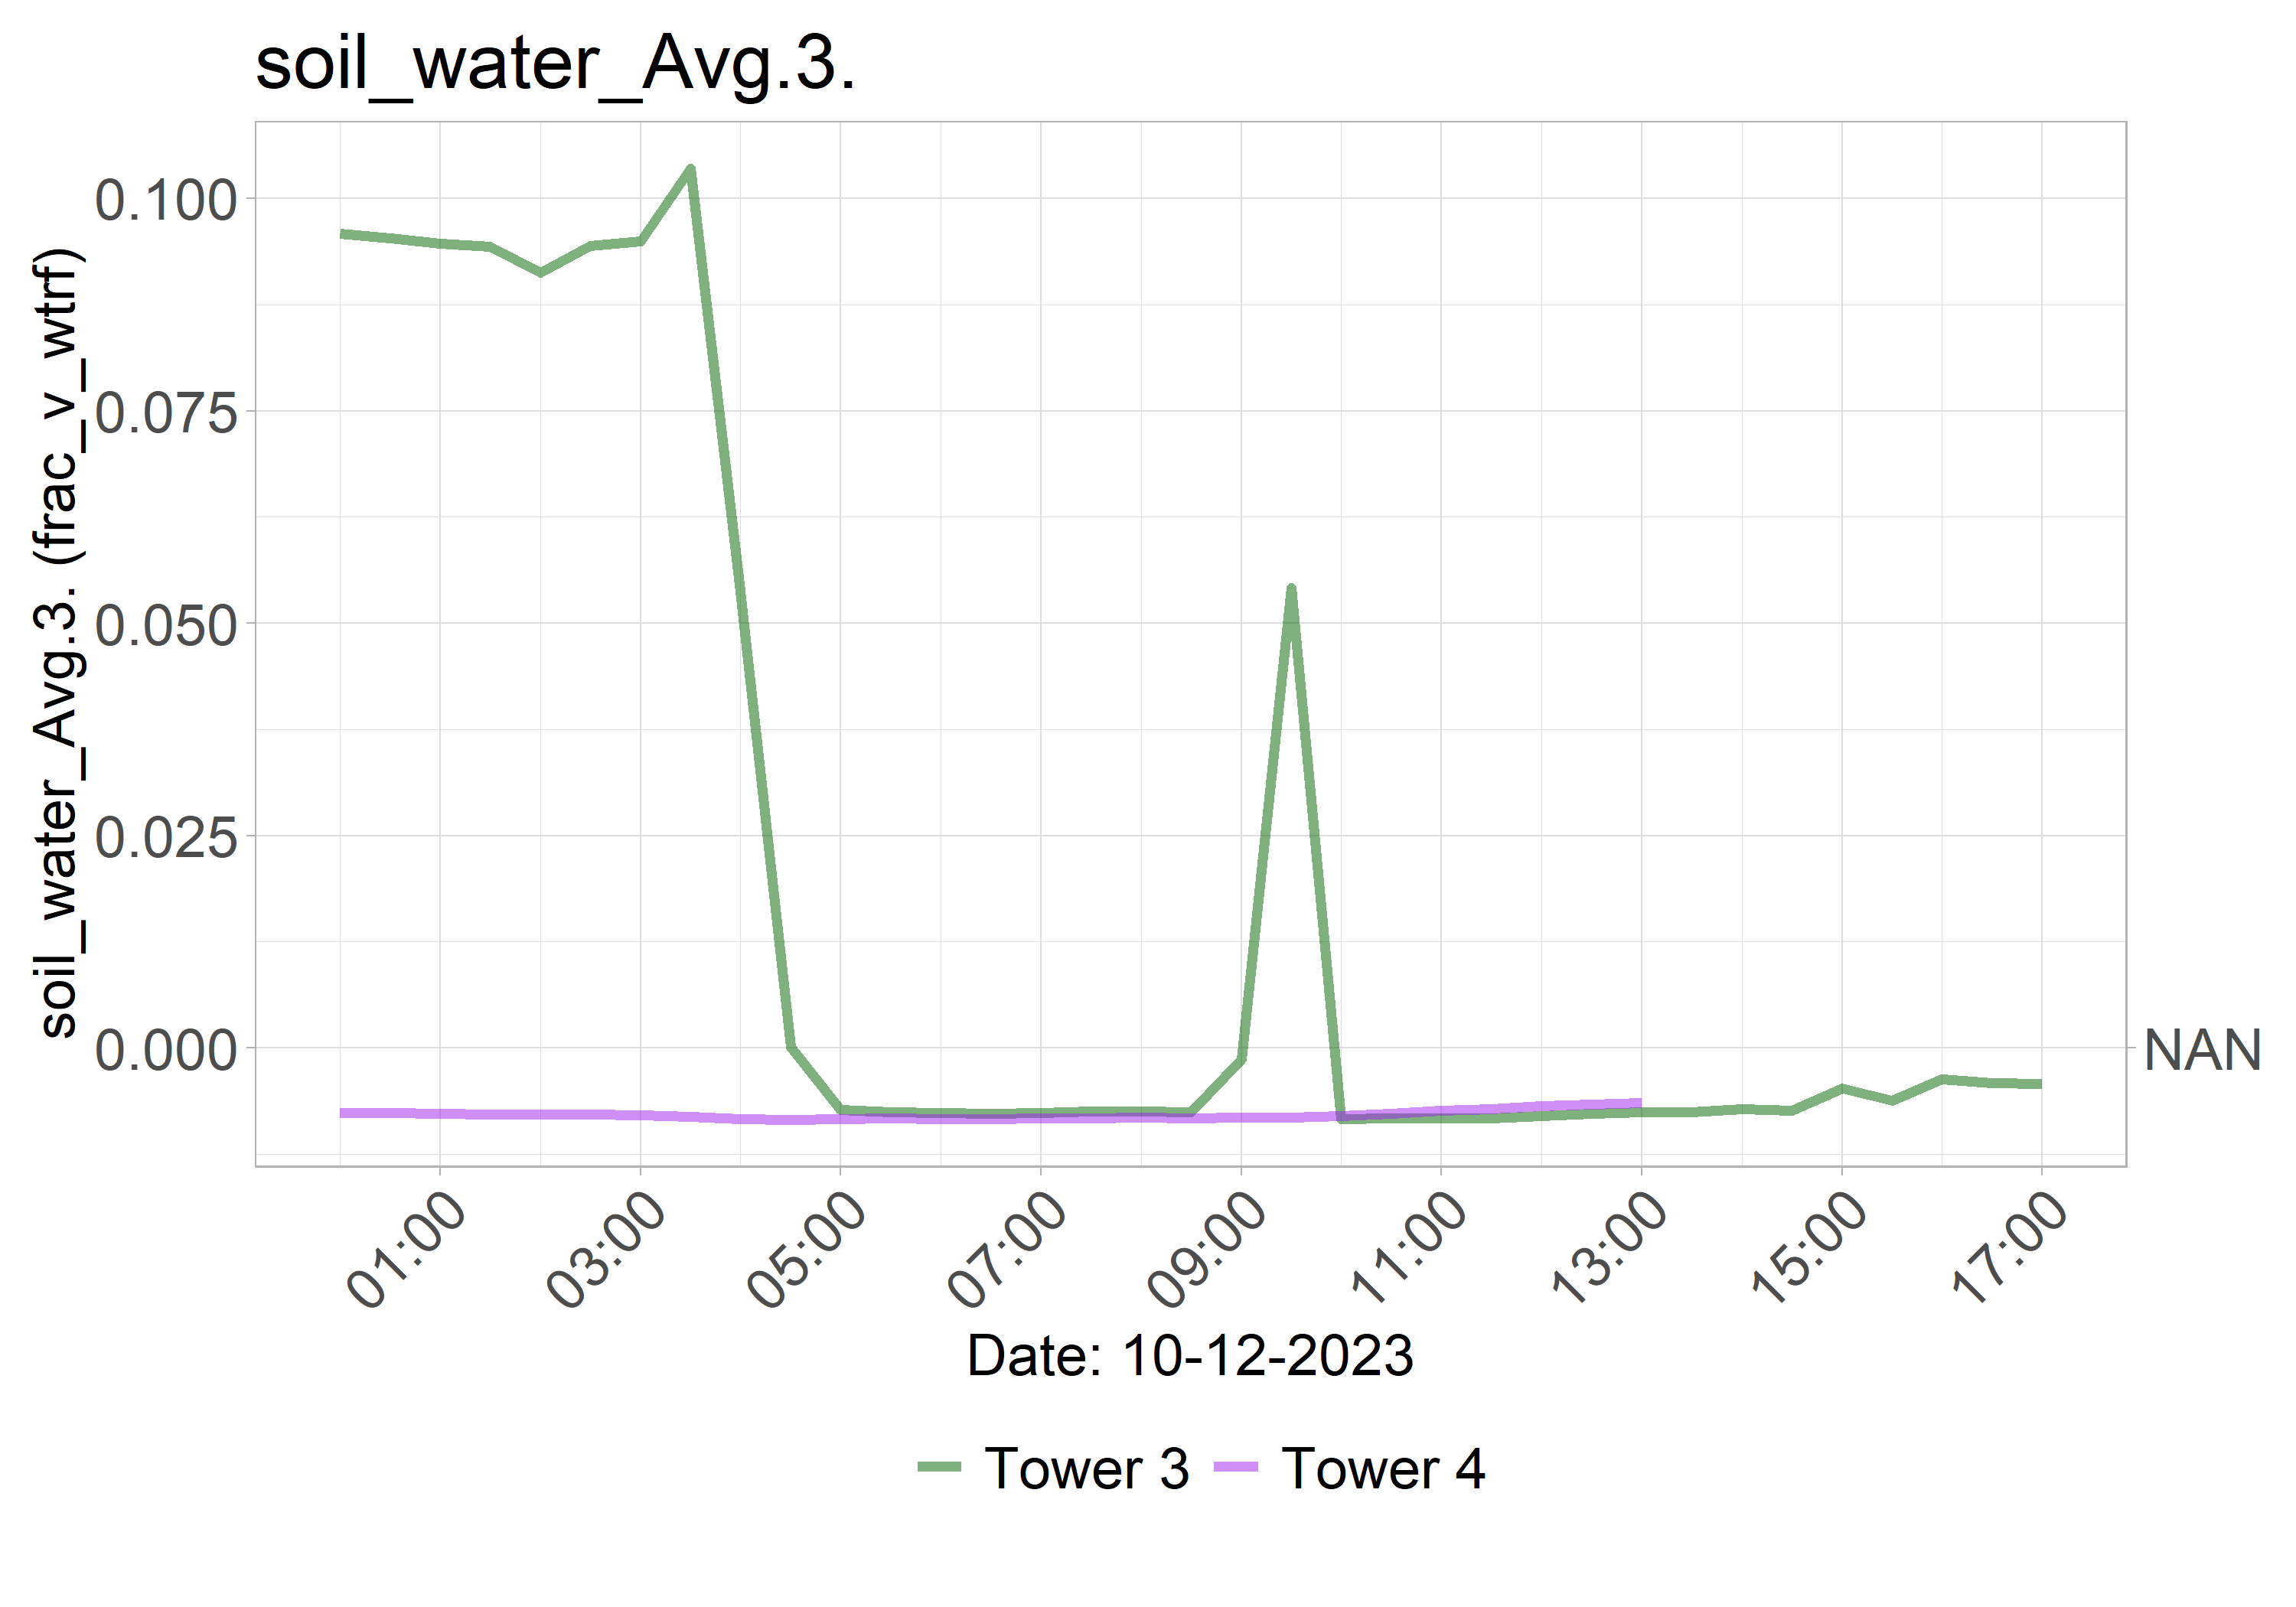 soil_water_Avg.3.
soil_water_Avg.3. (frac_v_wtrf)
0.100
0.075
0.050
0.025
0.000
NAN
01:00
03:00
05:00
07:00
09:00
11:00
13:00
15:00
17:00
Date: 10-12-2023
Tower 3
Tower 4